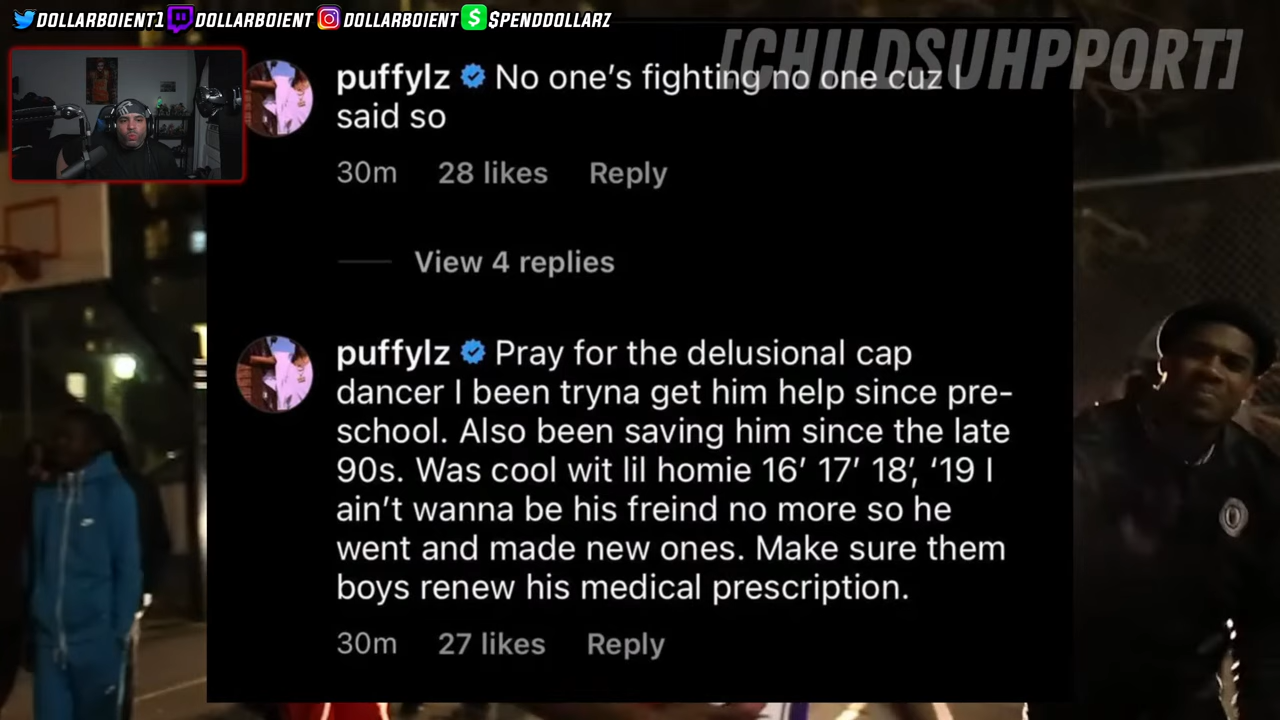 DOLLARBOIENT1 DOLLARBOIENT DOLLARBOIENT $PENDDOLLARZ
[CHILDSUHPPORT]
puffylz No one’s fighting no one cuz I
said so
30m 28 likes Reply
View 4 replies
puffylz Pray for the delusional cap
dancer I been tryna get him help since pre-
school. Also been saving him since the late
90s. Was cool wit lil homie 16’ 17’ 18’, ‘19 I
ain’t wanna be his freind no more so he
went and made new ones. Make sure them
boys renew his medical prescription.
30m 27 likes Reply